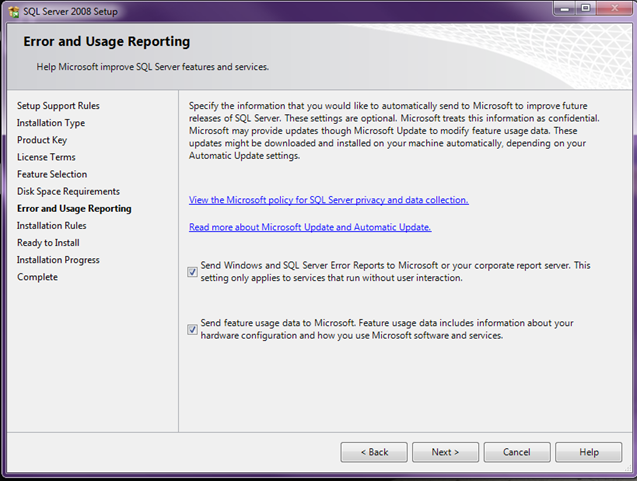 SQL Server 2008 Setup
Error and Usage Reporting
Help Microsoft improve SQL Server features and services.
Setup Support Rules
Installation Type
Product Key
License Terms
Feature Selection
Disk Space Requirements
Error and Usage Reporting
Installation Rules
Ready to Install
Installation Progress
Complete
Specify the information that you would like to automatically send to Microsoft to improve future
releases of SQL Server. These settings are optional. Microsoft treats this information as confidential.
Microsoft may provide updates though Microsoft Update to modify feature usage data. These
updates might be downloaded and installed on your machine automatically, depending on your
Automatic Update settings.
View the Microsoft policy for SQL Server privacy and data collection.
Read more about Microsoft Update and Automatic Update.
Send Windows and SQL Server Error Reports to Microsoft or your corporate report server. This
setting only applies to services that run without user interaction.
Send feature usage data to Microsoft. Feature usage data includes information about your
hardware configuration and how you use Microsoft software and services.
< Back
Next >
Cancel
Help